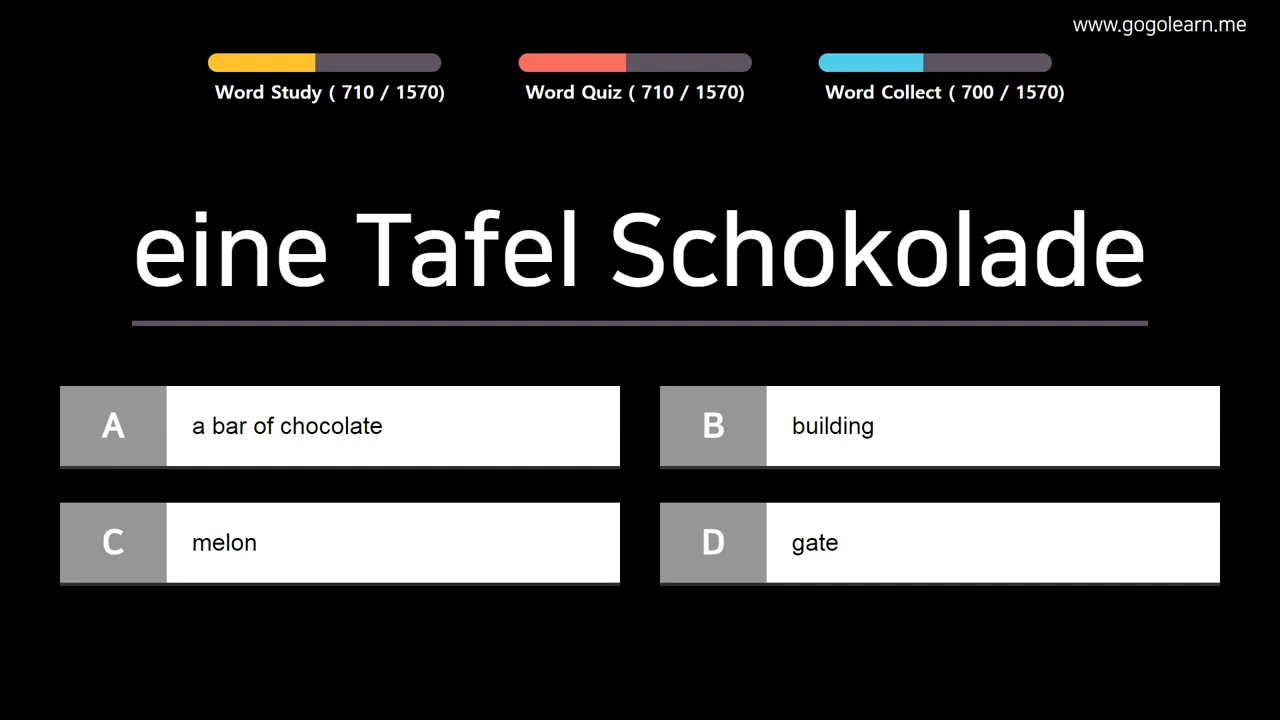 www.gogolearn.me
Word Study ( 710 / 1570)
Word Quiz ( 710 / 1570)
Word Collect ( 700 / 1570)
eine Tafel Schokolade
A a bar of chocolate
B building
C melon
D gate